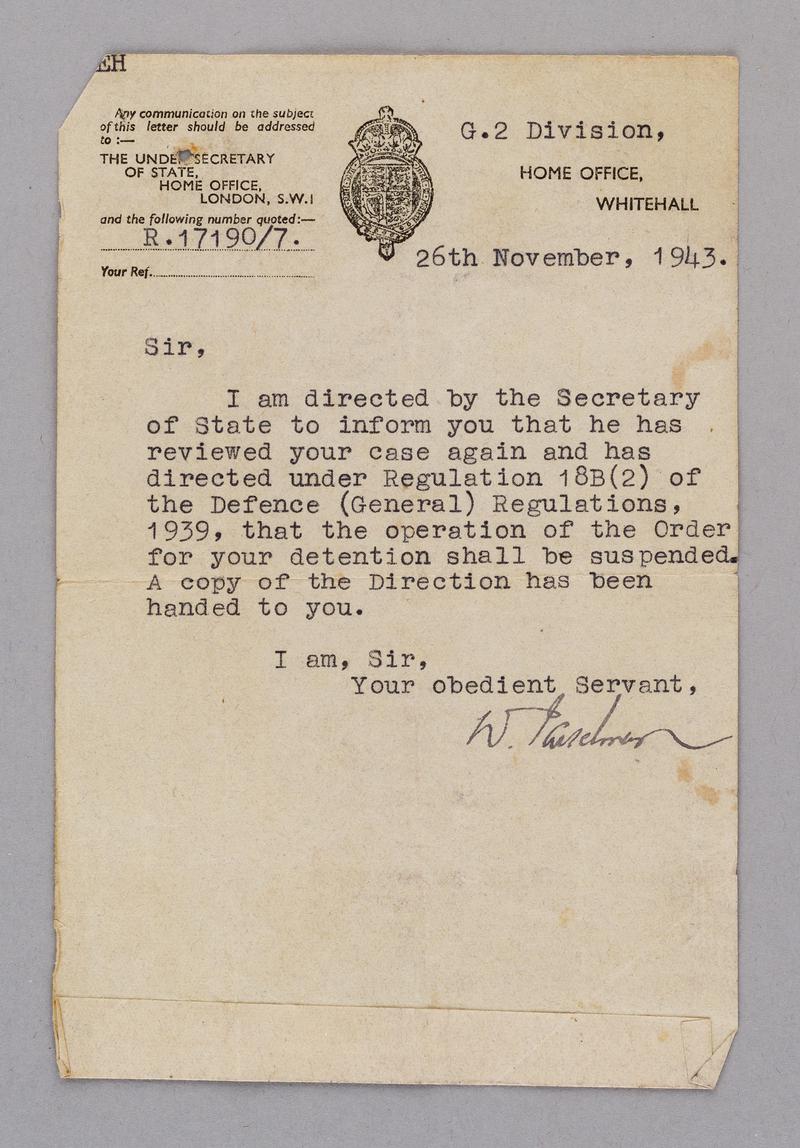 EH
Any communication on the subject
of this letter should be addressed
to :—
THE UNDER SECRETARY
OF STATE,
HOME OFFICE,
LONDON, S.W.1
and the following number quoted:—
R.17190/7.
Your Ref.
G.2 Division,
HOME OFFICE,
WHITEHALL
26th November, 1943.
Sir,
I am directed by the Secretary
of State to inform you that he has
reviewed your case again and has
directed under Regulation 18B(2) of
the Defence (General) Regulations,
1939, that the operation of the Order
for your detention shall be suspended.
A copy of the Direction has been
handed to you.
I am, Sir,
Your obedient Servant,
W.